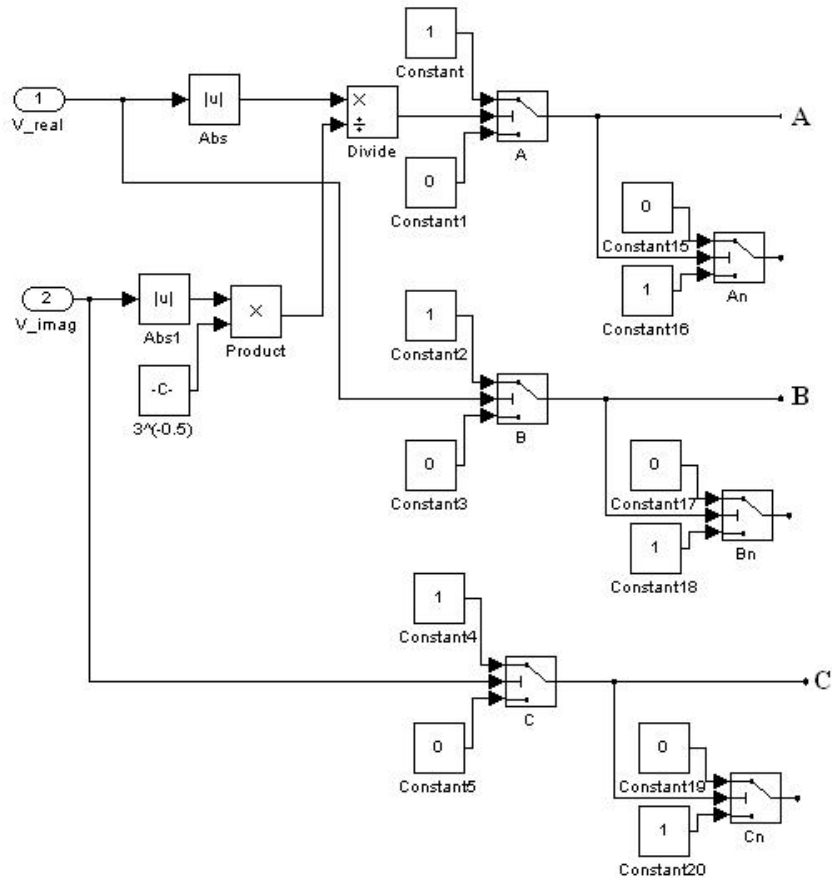 1
Constant
1
V_real
|u|
Abs
×
÷
Divide
A
A
0
Constant1
0
Constant15
1
Constant16
An
2
V_imag
|u|
Abs1
×
Product
-C-
3^(-0.5)
1
Constant2
B
B
0
Constant3
0
Constant17
1
Constant18
Bn
1
Constant4
C
C
0
Constant5
0
Constant19
1
Constant20
Cn